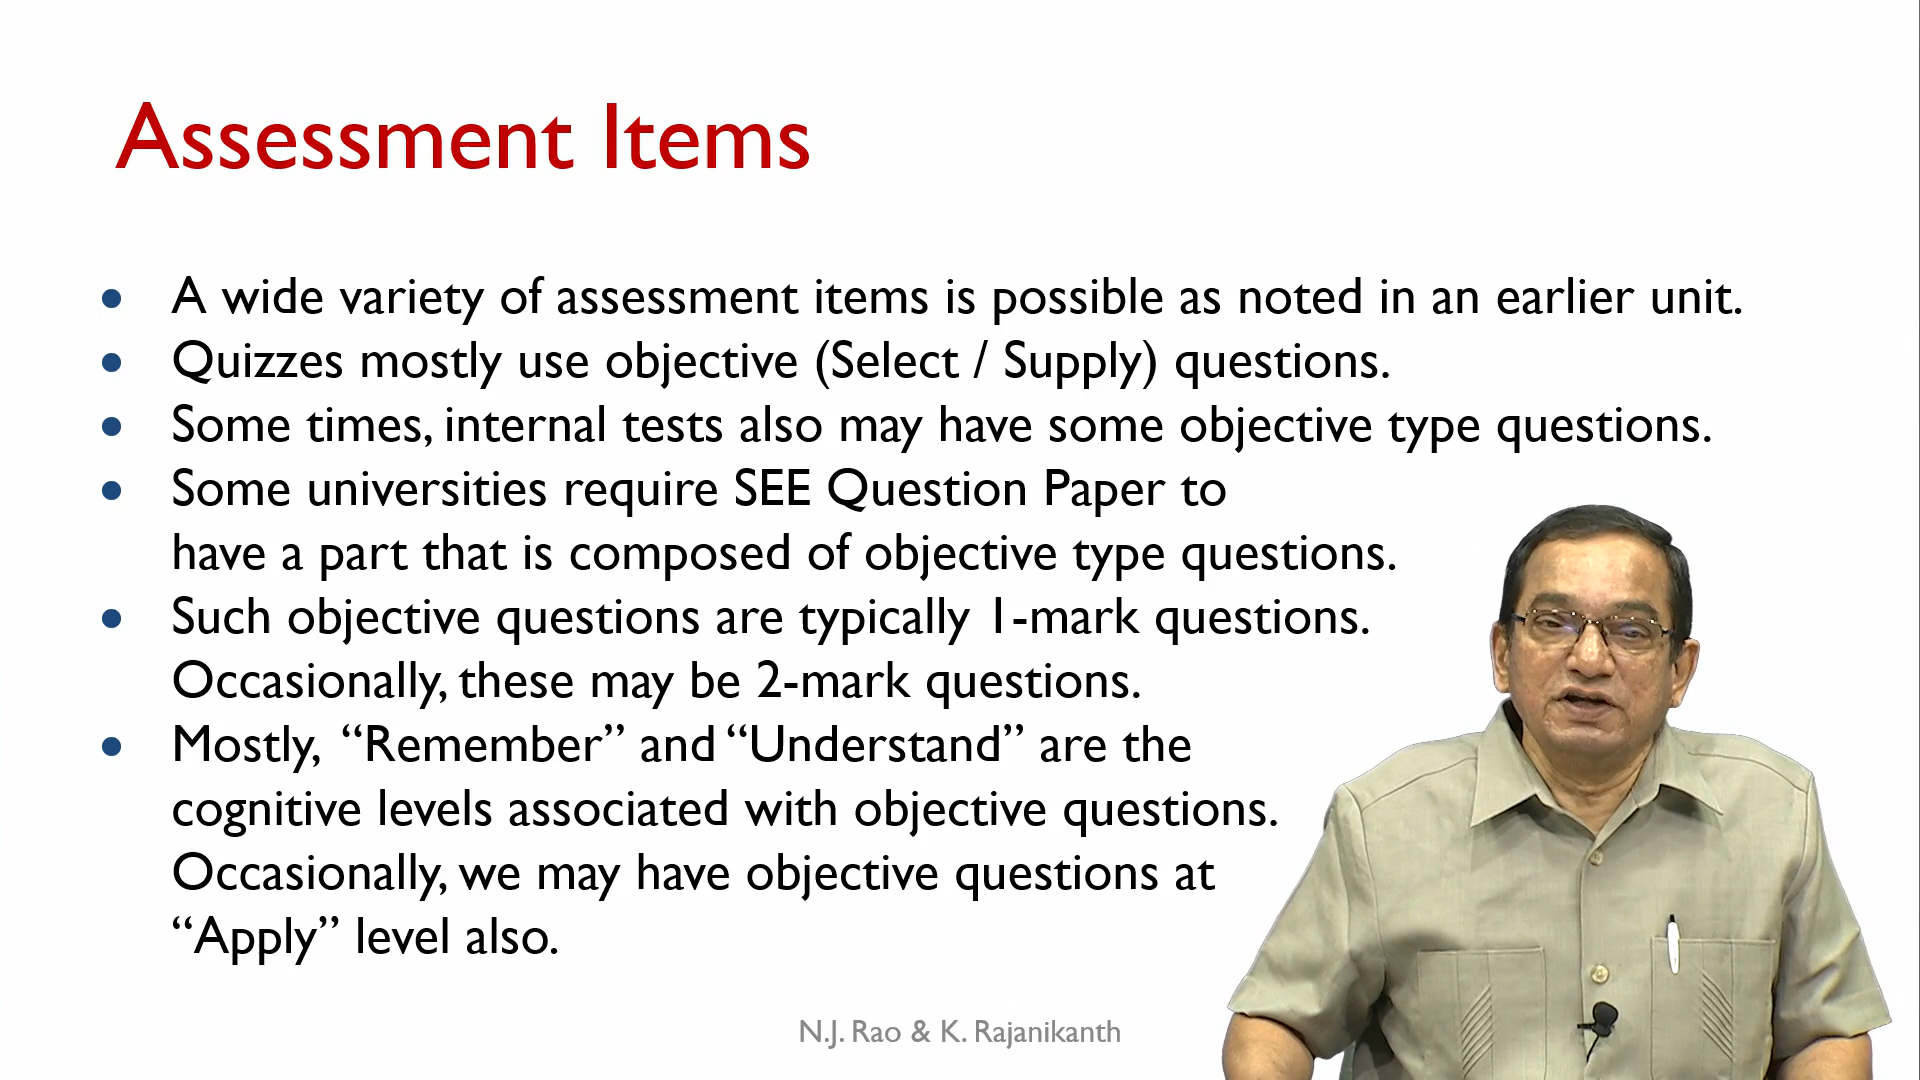 Assessment Items
• A wide variety of assessment items is possible as noted in an earlier unit.
• Quizzes mostly use objective (Select / Supply) questions.
• Some times, internal tests also may have some objective type questions.
• Some universities require SEE Question Paper to
have a part that is composed of objective type questions.
• Such objective questions are typically 1-mark questions.
Occasionally, these may be 2-mark questions.
• Mostly, “Remember” and “Understand” are the
cognitive levels associated with objective questions.
Occasionally, we may have objective questions at
“Apply” level also.
N.J. Rao & K. Rajanikanth